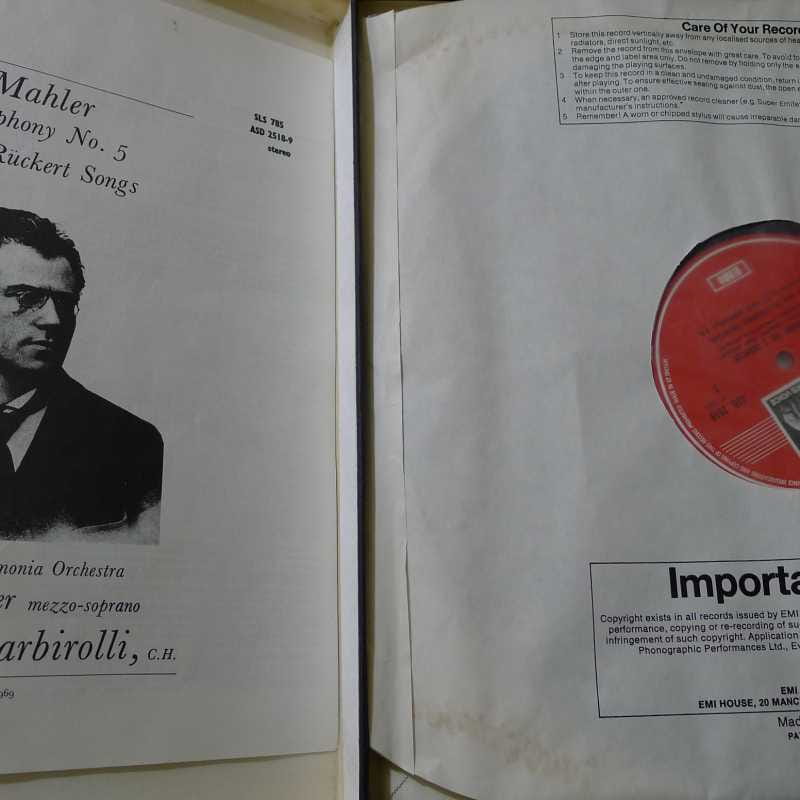 Mahler
phony No. 5
Rückert Songs
SLS 785
ASD 2518-9
stereo
monia Orchestra
er mezzo-soprano
arbirolli, C.H.
1969
Care Of Your Record
1 Store this record vertically away from any localised sources of hea
radiators, direct sunlight, etc.
2 Remove the record from this envelope with great care. To avoid to
the edge and label area only. Do not remove by holding only the e
damaging the playing surfaces.
3 To keep this record in a clean and undamaged condition, return i
after playing. To ensure effective sealing against dust, the open e
within the outer one.
4 When necessary, an approved record cleaner (e.g. Super Emitex
manufacturer's instructions."
5 Remember! A worn or chipped stylus will cause irreparable dam
EMI
Importa
Copyright exists in all records issued by EMI
performance, copying or re-recording of su
infringement of such copyright. Application
Phonographic Performances Ltd., Ev
EMI
EMI HOUSE, 20 MANC
Mad
PA